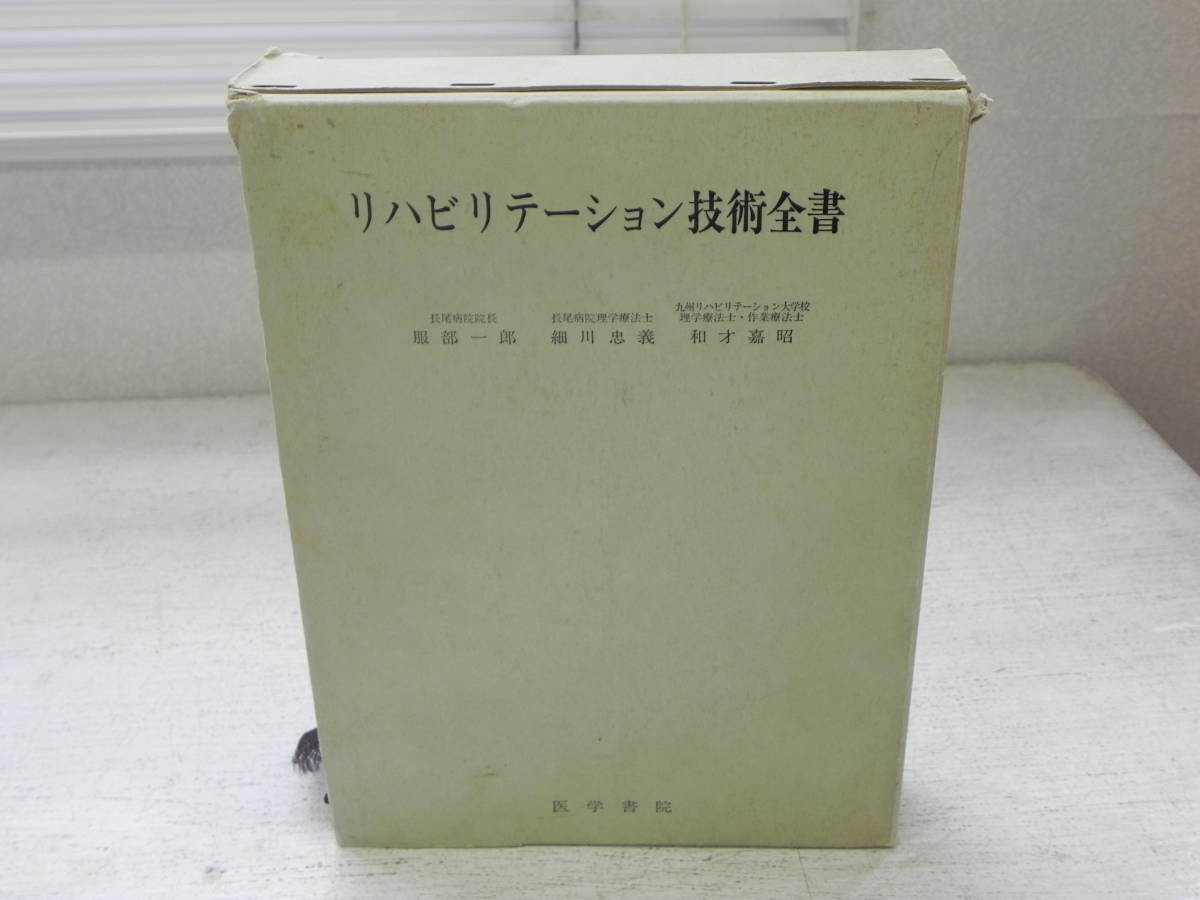 リハビリテーション技術全書
長尾病院院長
服部一郎
長尾病院理学療法士
細川忠義
九州リハビリテーション大学校
理学療法士・作業療法士
和才嘉昭
医学書院